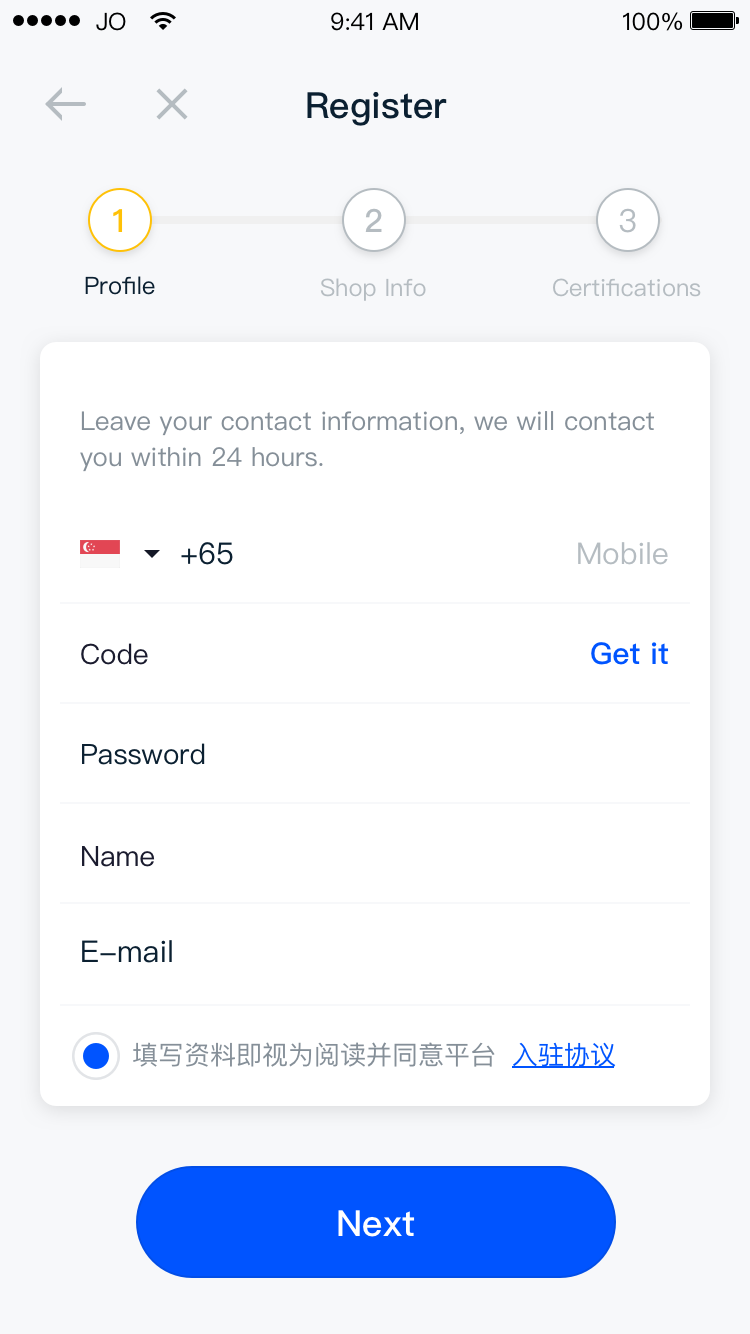 JO 9:41 AM 100%
Register
1 2 3
Profile Shop Info Certifications
Leave your contact information, we will contact
you within 24 hours.
+65 Mobile
Code Get it
Password
Name
E-mail
填写资料即视为阅读并同意平台 入驻协议
Next